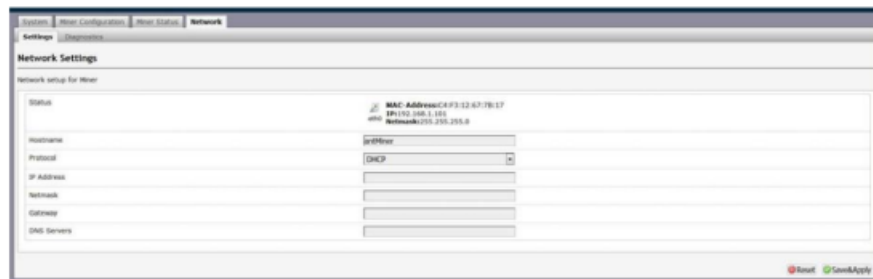 System Miner Configuration Miner Status Network
Settings Diagnostics
Network Settings
Network setup for Miner
Status
MAC-Address:C4:F3:12:67:7B:17
eth0 IP:192.168.1.101
Netmask:255.255.255.0
Hostname antMiner
Protocol DHCP
IP Address
Netmask
Gateway
DNS Servers
Reset Save&Apply